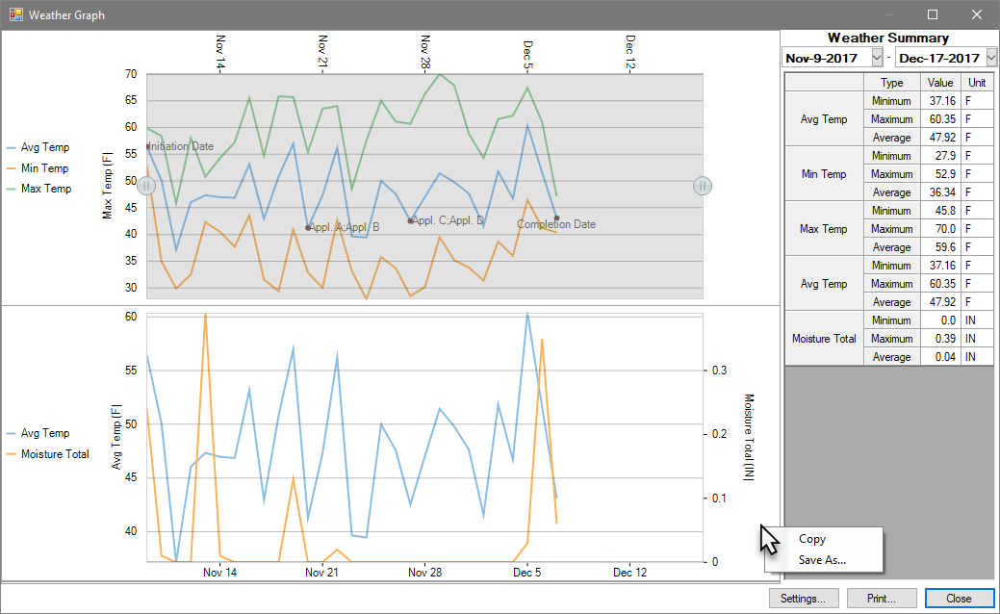 Weather Graph
Nov 14
Nov 21
Nov 28
Dec 5
Dec 12
70
65
60
55
50
45
40
35
30
Max Temp [F]
Avg Temp
Min Temp
Max Temp
Initiation Date
Appl. A;Appl. B
Appl. C;Appl. D
Completion Date
60
55
50
45
40
Avg Temp [F]
Avg Temp
Moisture Total
0.3
0.2
0.1
0
Moisture Total [IN]
Nov 14
Nov 21
Nov 28
Dec 5
Dec 12
Weather Summary
Nov-9-2017 - Dec-17-2017
Type Value Unit
Avg Temp
Minimum 37.16 F
Maximum 60.35 F
Average 47.92 F
Min Temp
Minimum 27.9 F
Maximum 52.9 F
Average 36.34 F
Max Temp
Minimum 45.8 F
Maximum 70.0 F
Average 59.6 F
Avg Temp
Minimum 37.16 F
Maximum 60.35 F
Average 47.92 F
Moisture Total
Minimum 0.0 IN
Maximum 0.39 IN
Average 0.04 IN
Copy
Save As...
Settings...
Print...
Close